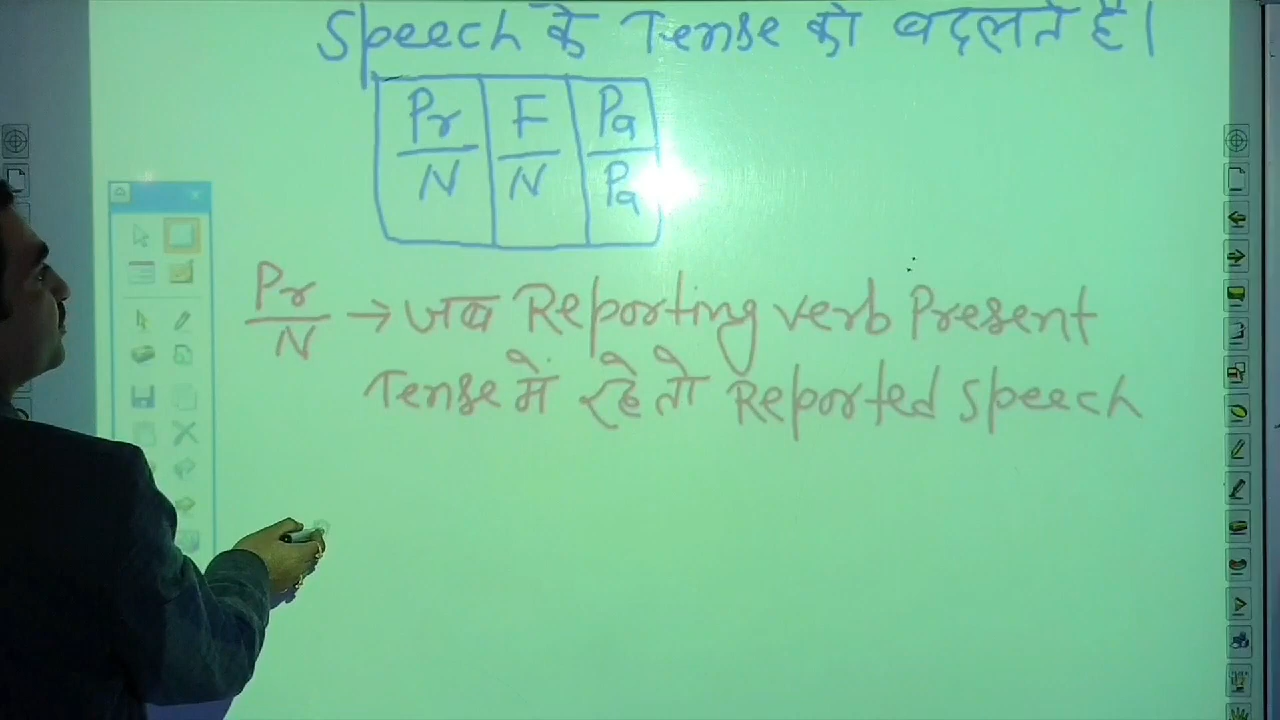 Speech के Tense को बदलते हैं।
Pr F Pa
N N Pa
Pr
N → जब Reporting verb Present
Tense में रहे तो Reported Speech